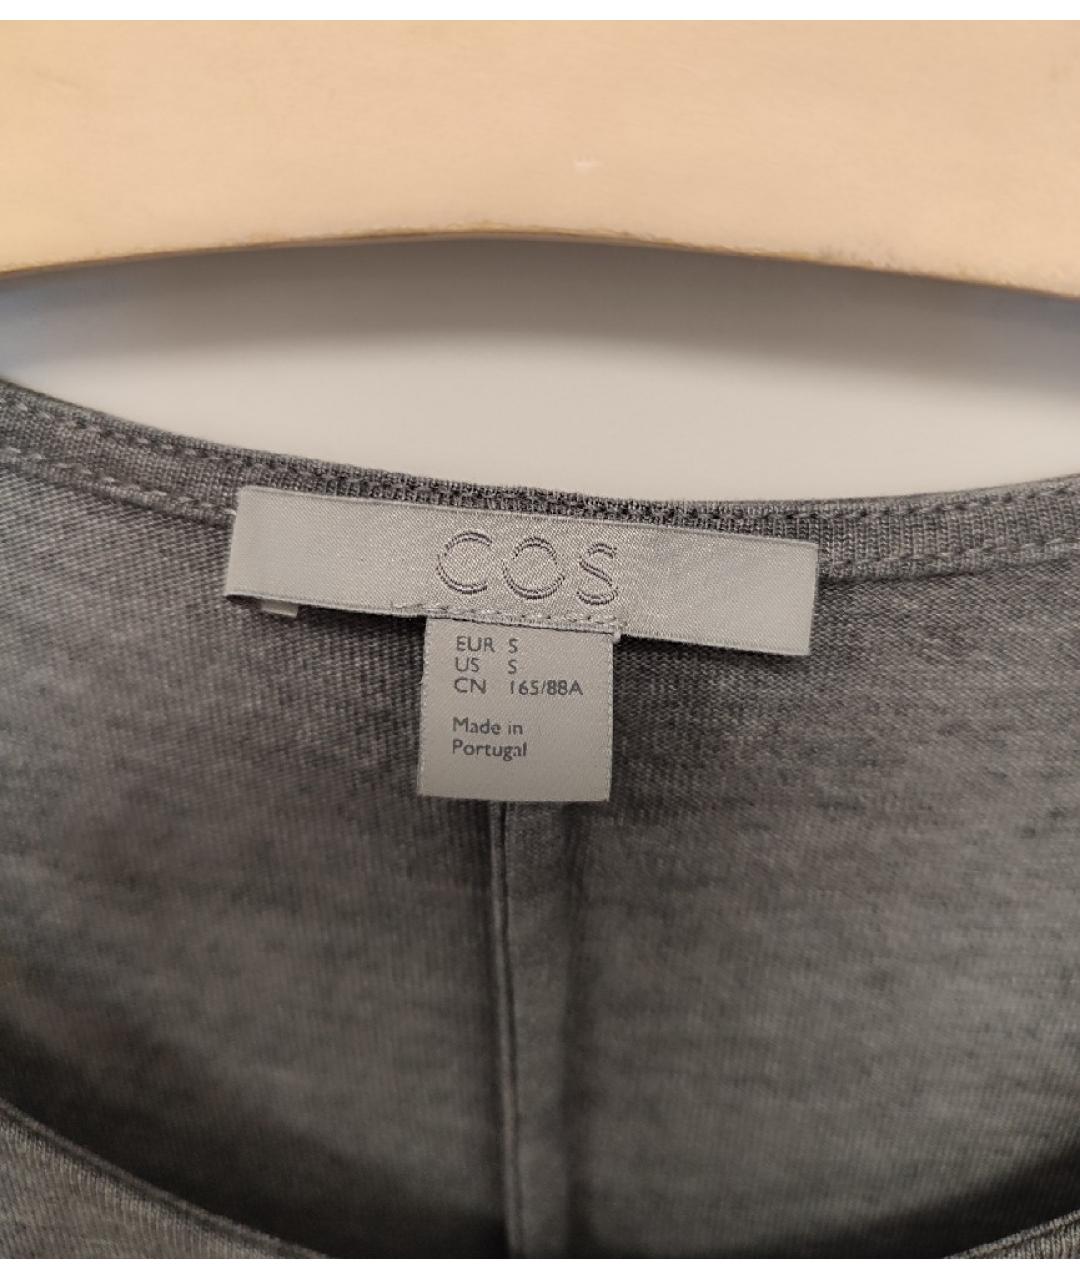 COS
EUR S
US S
CN 165/88A
Made in
Portugal